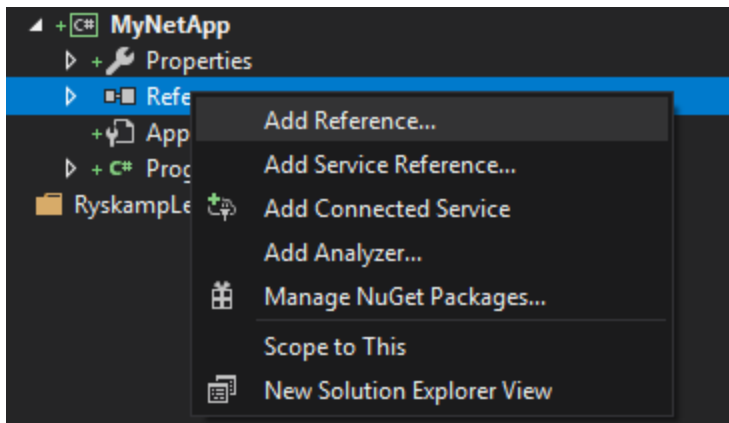 MyNetApp
Properties
Refe
Add Reference...
App
Add Service Reference...
C# Prog
Add Connected Service
RyskampLe
Add Analyzer...
Manage NuGet Packages...
Scope to This
New Solution Explorer View